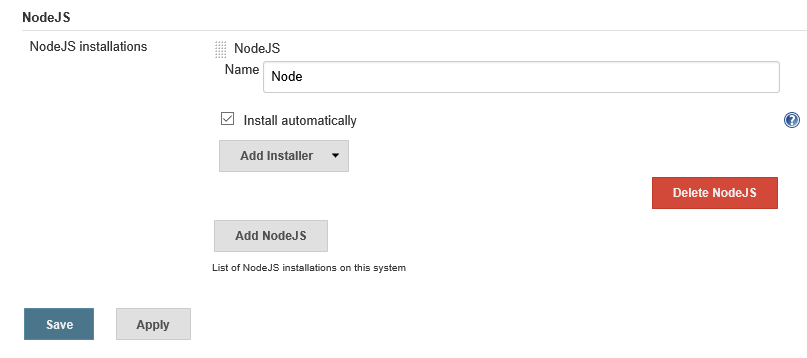 NodeJS
NodeJS installations
NodeJS
Name Node
Install automatically
?
Add Installer
Delete NodeJS
Add NodeJS
List of NodeJS installations on this system
Save Apply